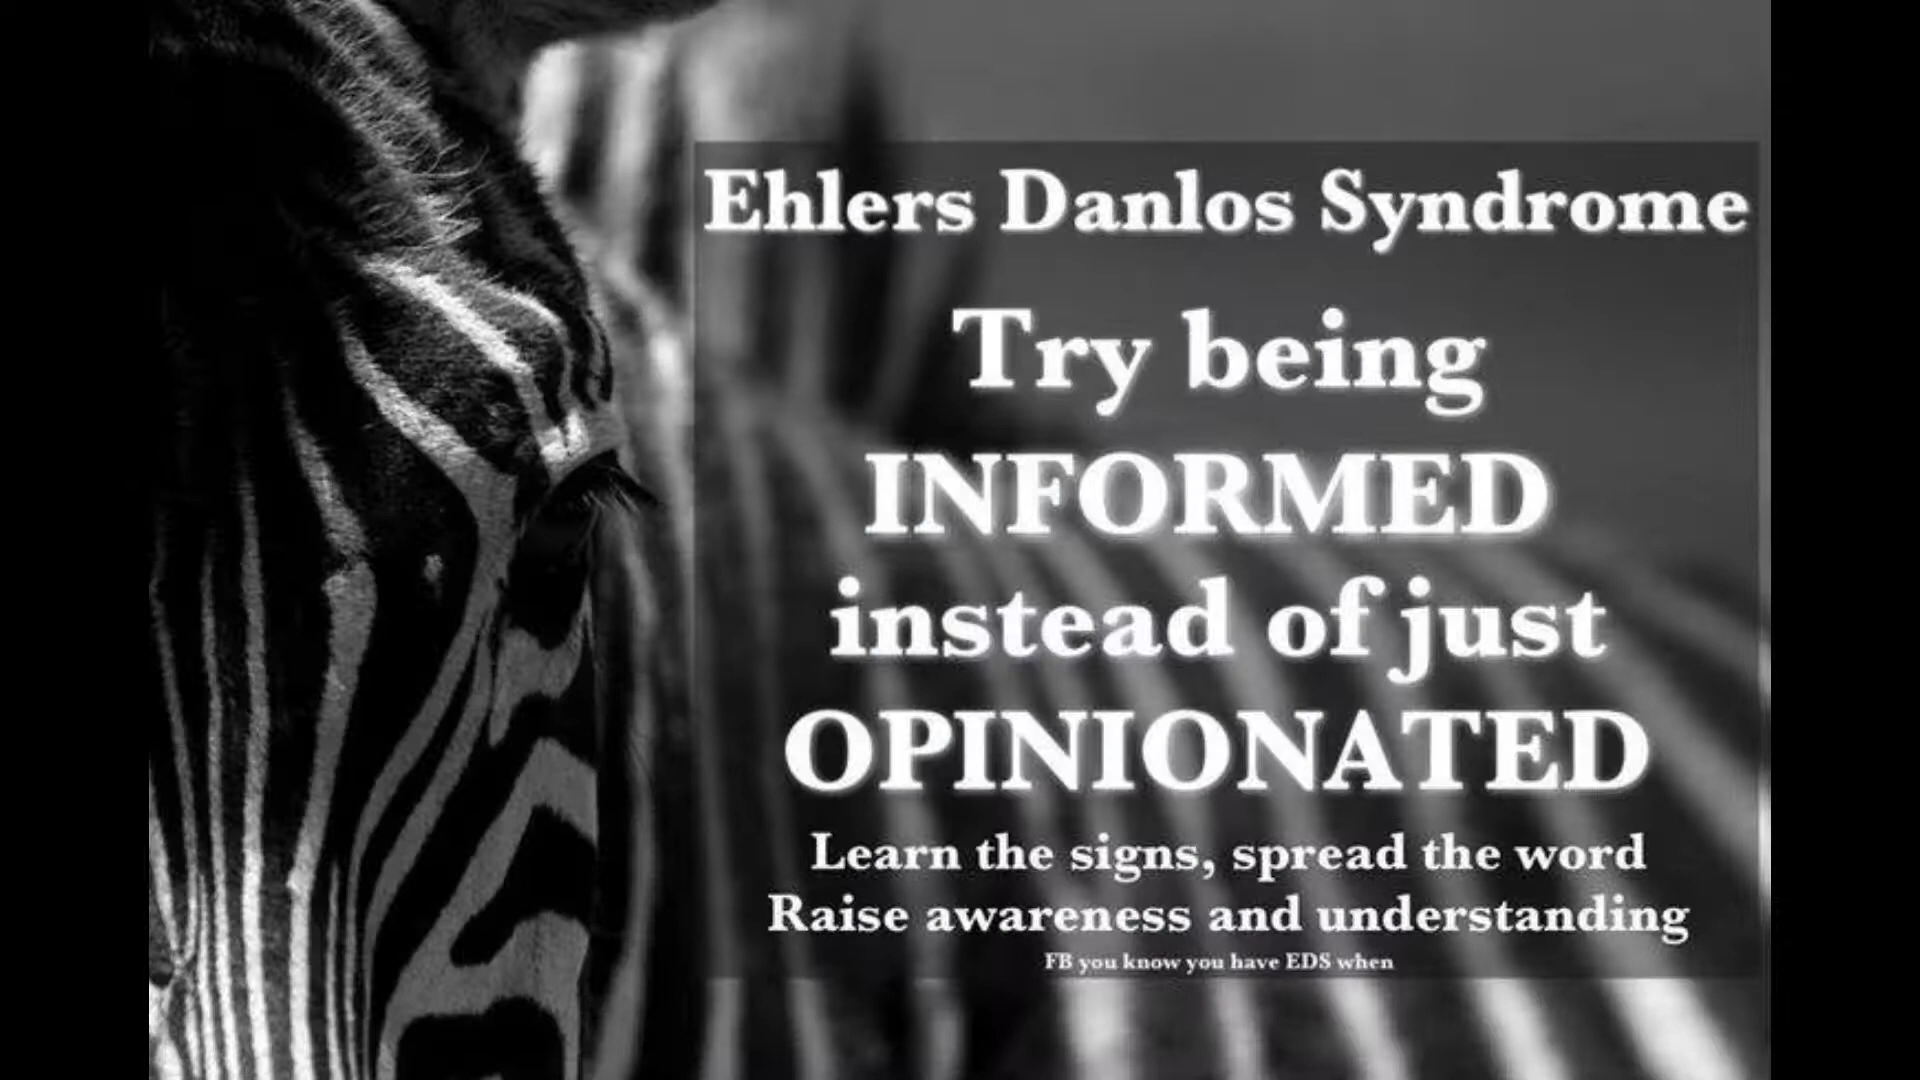 Ehlers Danlos Syndrome
Try being
INFORMED
instead of just
OPINIONATED
Learn the signs, spread the word
Raise awareness and understanding
FB you know you have EDS when